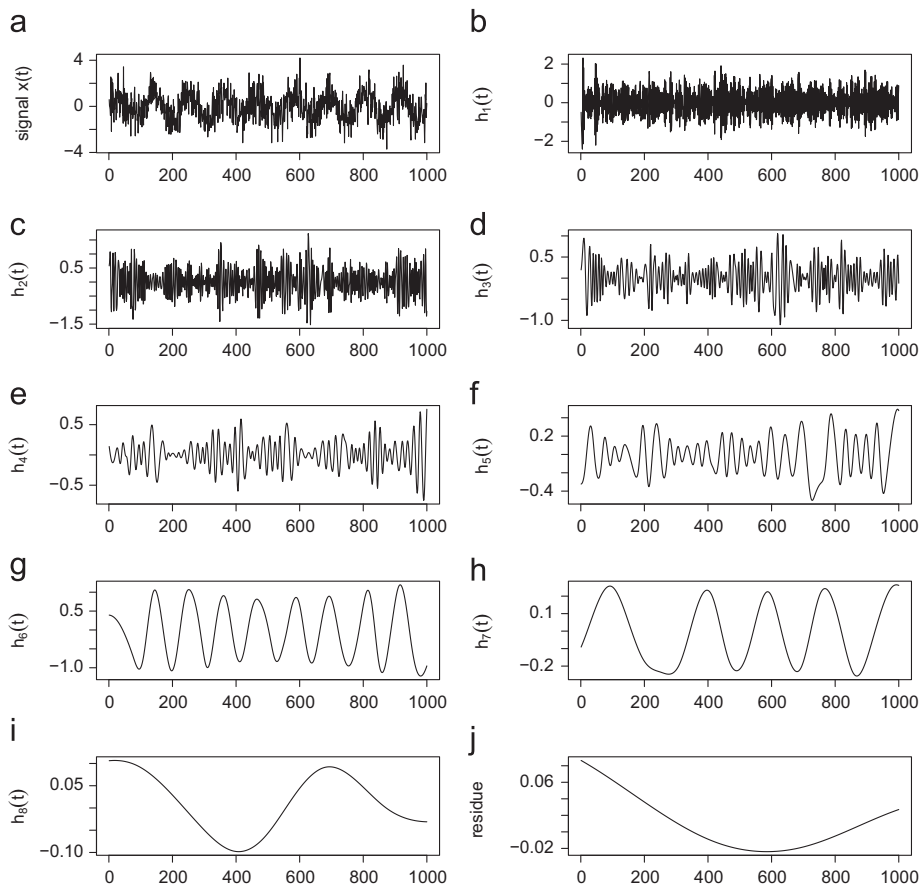 a
signal x(t)
4
0
−4
0 200 400 600 800 1000
b
h1(t)
2
0
−2
0 200 400 600 800 1000
c
h2(t)
0.5
−1.5
0 200 400 600 800 1000
d
h3(t)
0.5
−1.0
0 200 400 600 800 1000
e
h4(t)
0.5
−0.5
0 200 400 600 800 1000
f
h5(t)
0.2
−0.4
0 200 400 600 800 1000
g
h6(t)
0.5
−1.0
0 200 400 600 800 1000
h
h7(t)
0.1
−0.2
0 200 400 600 800 1000
i
h8(t)
0.05
−0.10
0 200 400 600 800 1000
j
residue
0.06
−0.02
0 200 400 600 800 1000